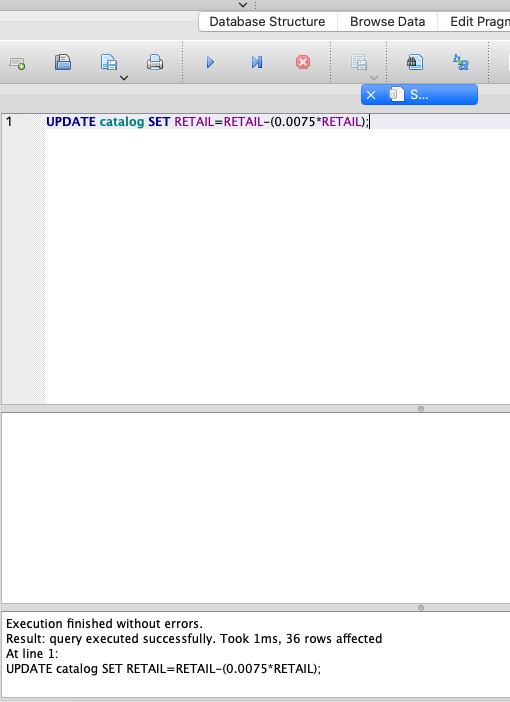 Database Structure Browse Data Edit Pragm
S...
1 UPDATE catalog SET RETAIL=RETAIL-(0.0075*RETAIL);
Execution finished without errors.
Result: query executed successfully. Took 1ms, 36 rows affected
At line 1:
UPDATE catalog SET RETAIL=RETAIL-(0.0075*RETAIL);